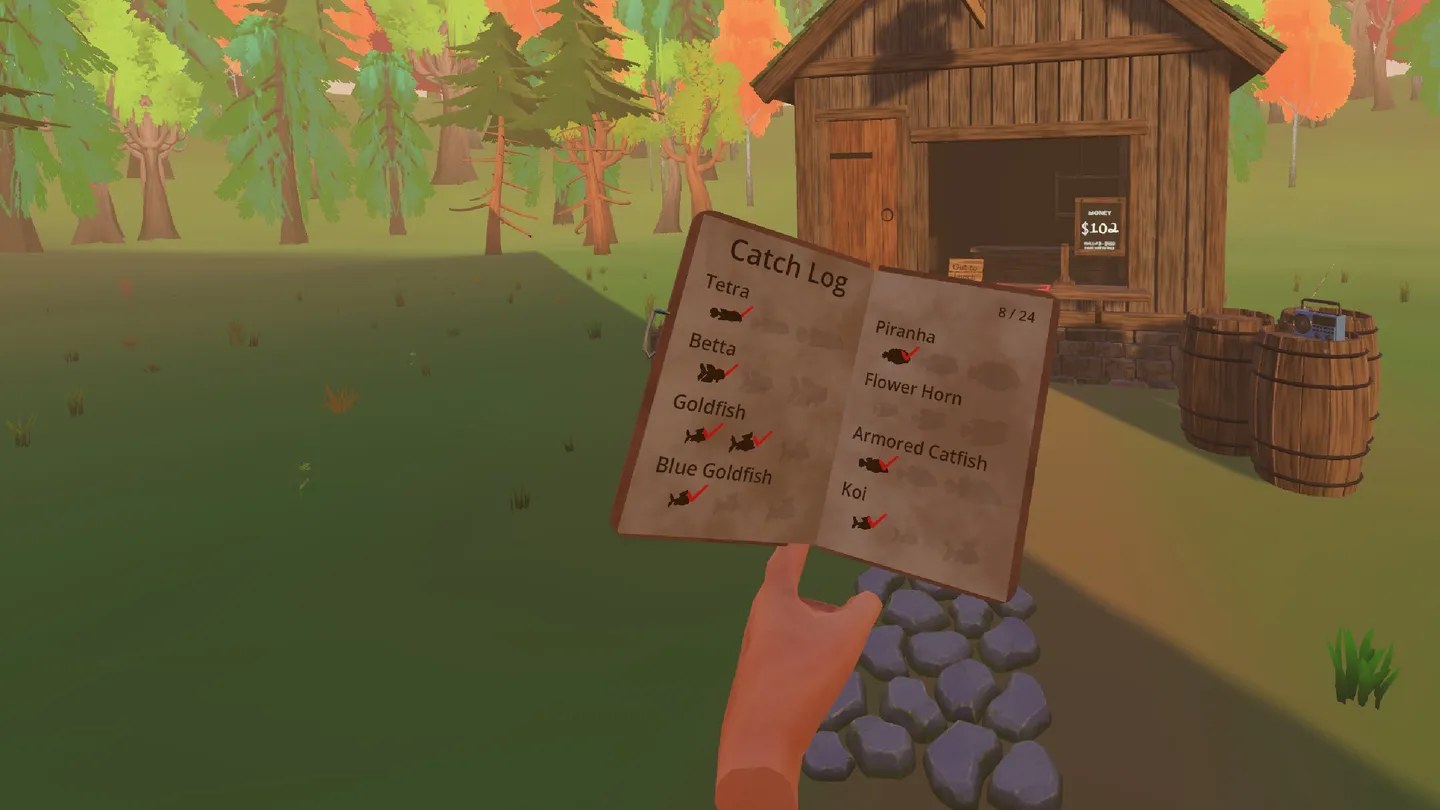 MONEY
$102
Catch Log
Tetra
Betta
Goldfish
Blue Goldfish
8 / 24
Piranha
Flower Horn
Armored Catfish
Koi